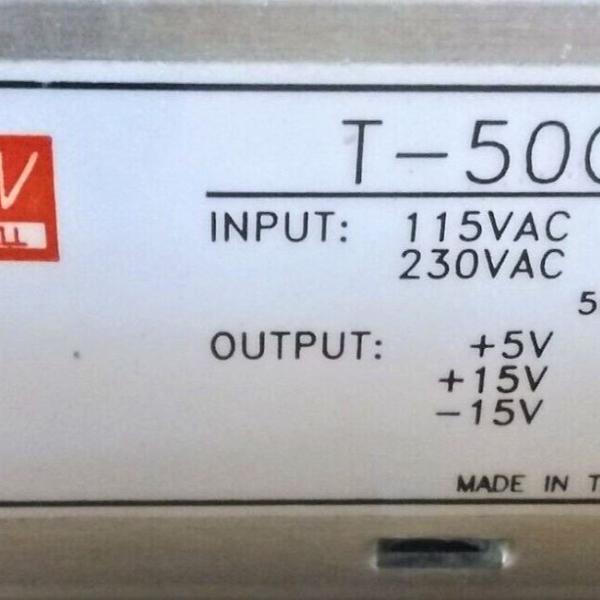 T-50
INPUT: 115VAC
230VAC
5
OUTPUT: +5V
+15V
-15V
MADE IN T